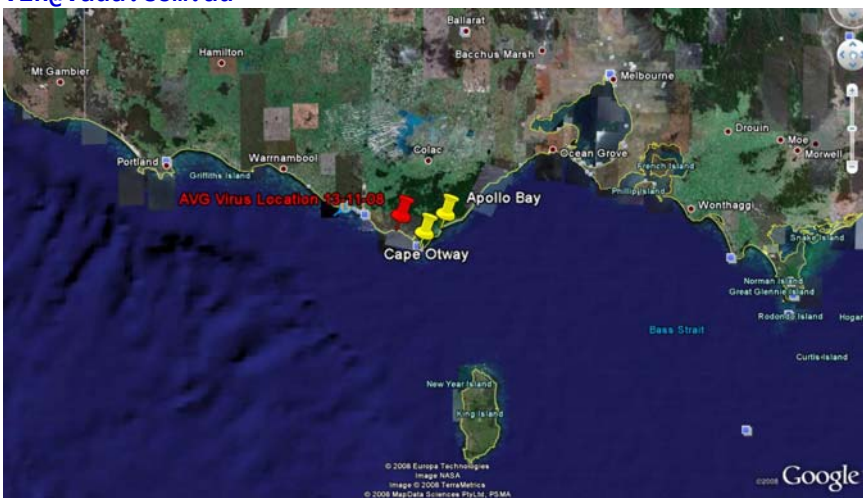 Ballarat
Hamilton
Bacchus Marsh
Mt Gambier
Melbourne
Drouin
Moe
Morwell
Colac
Ocean Grove
Portland
Warrnambool
French Island
Griffiths Island
Phillip Island
AVG Virus Location 13-11-08
Apollo Bay
Wonthaggi
Cape Otway
Snake Island
Norman Island
Great Glennie Island
Rodondo Island
Hogan
Bass Strait
Curtis Island
New Year Island
King Island
© 2008 Europa Technologies
Image NASA
Image © 2008 TerraMetrics
© 2008 MapData Sciences PtyLtd, PSMA
©2008 Google